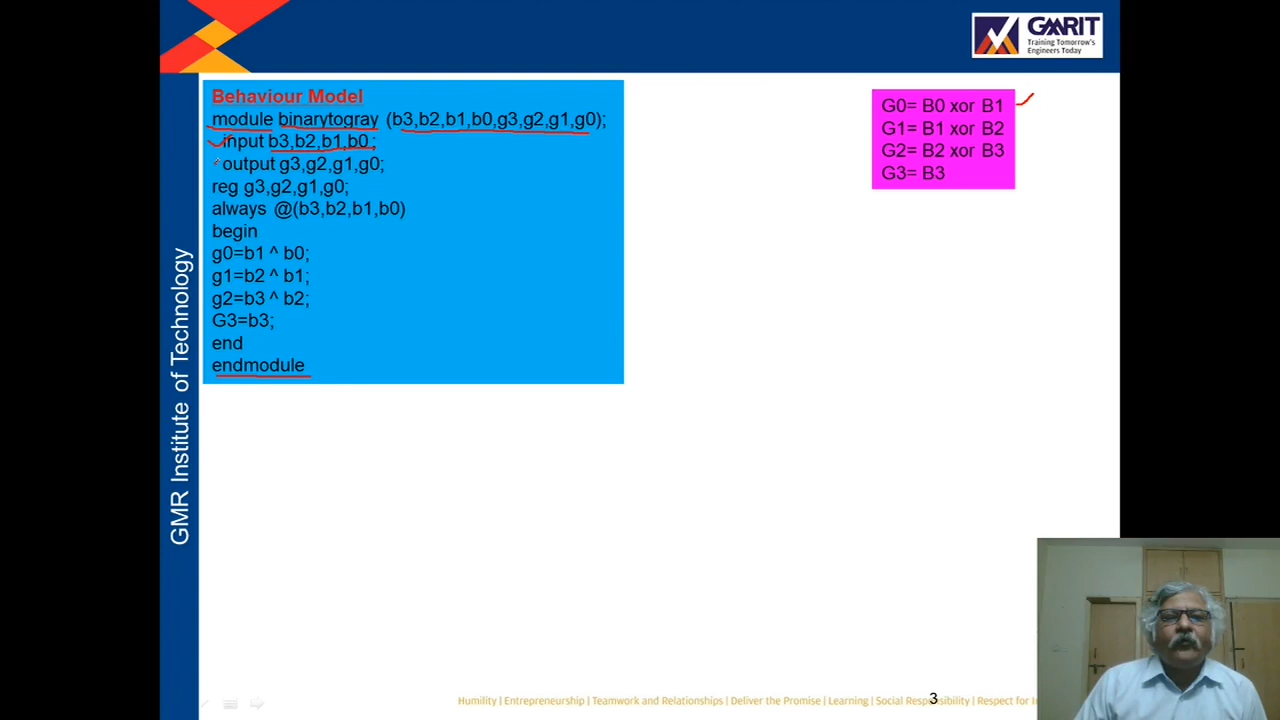 GMRIT
Training Tomorrow's
Engineers Today
Behaviour Model
module binarytogray (b3,b2,b1,b0,g3,g2,g1,g0);
input b3,b2,b1,b0;
output g3,g2,g1,g0;
reg g3,g2,g1,g0;
always @(b3,b2,b1,b0)
begin
g0=b1 ^ b0;
g1=b2 ^ b1;
g2=b3 ^ b2;
G3=b3;
end
endmodule
G0= B0 xor B1
G1= B1 xor B2
G2= B2 xor B3
G3= B3
GMR Institute of Technology
Humility | Entrepreneurship | Teamwork and Relationships | Deliver the Promise | Learning | Social Responsibility | Respect for
3